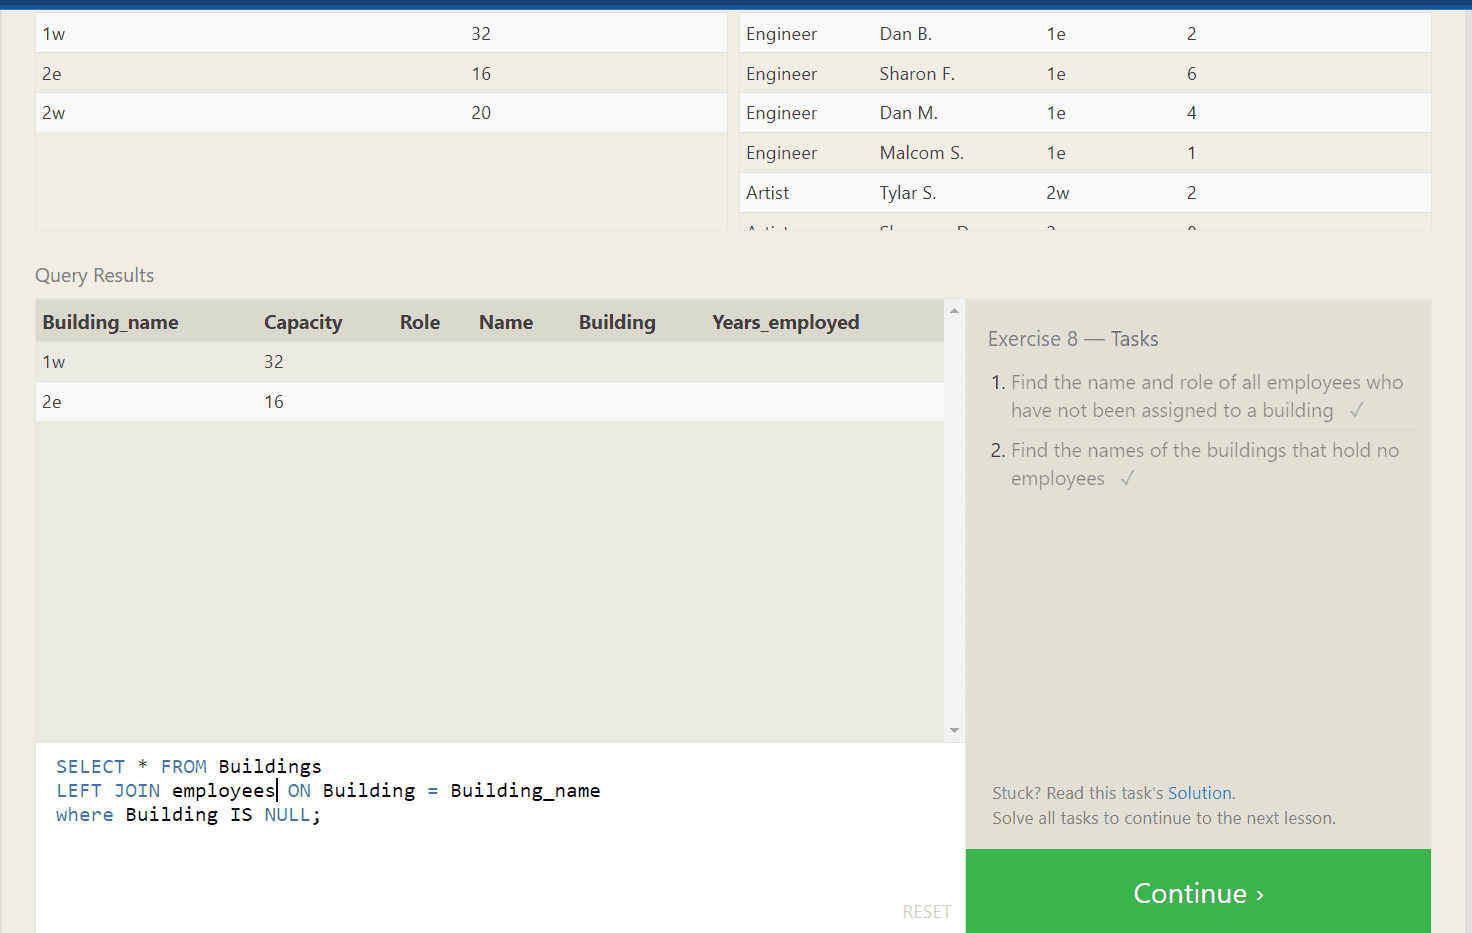 1w 32
2e 16
2w 20
Engineer Dan B. 1e 2
Engineer Sharon F. 1e 6
Engineer Dan M. 1e 4
Engineer Malcom S. 1e 1
Artist Tylar S. 2w 2
Query Results
Building_name Capacity Role Name Building Years_employed
1w 32
2e 16
SELECT * FROM Buildings
LEFT JOIN employees ON Building = Building_name
where Building IS NULL;
RESET
Exercise 8 — Tasks
1. Find the name and role of all employees who
have not been assigned to a building ✓
2. Find the names of the buildings that hold no
employees ✓
Stuck? Read this task's Solution.
Solve all tasks to continue to the next lesson.
Continue ›